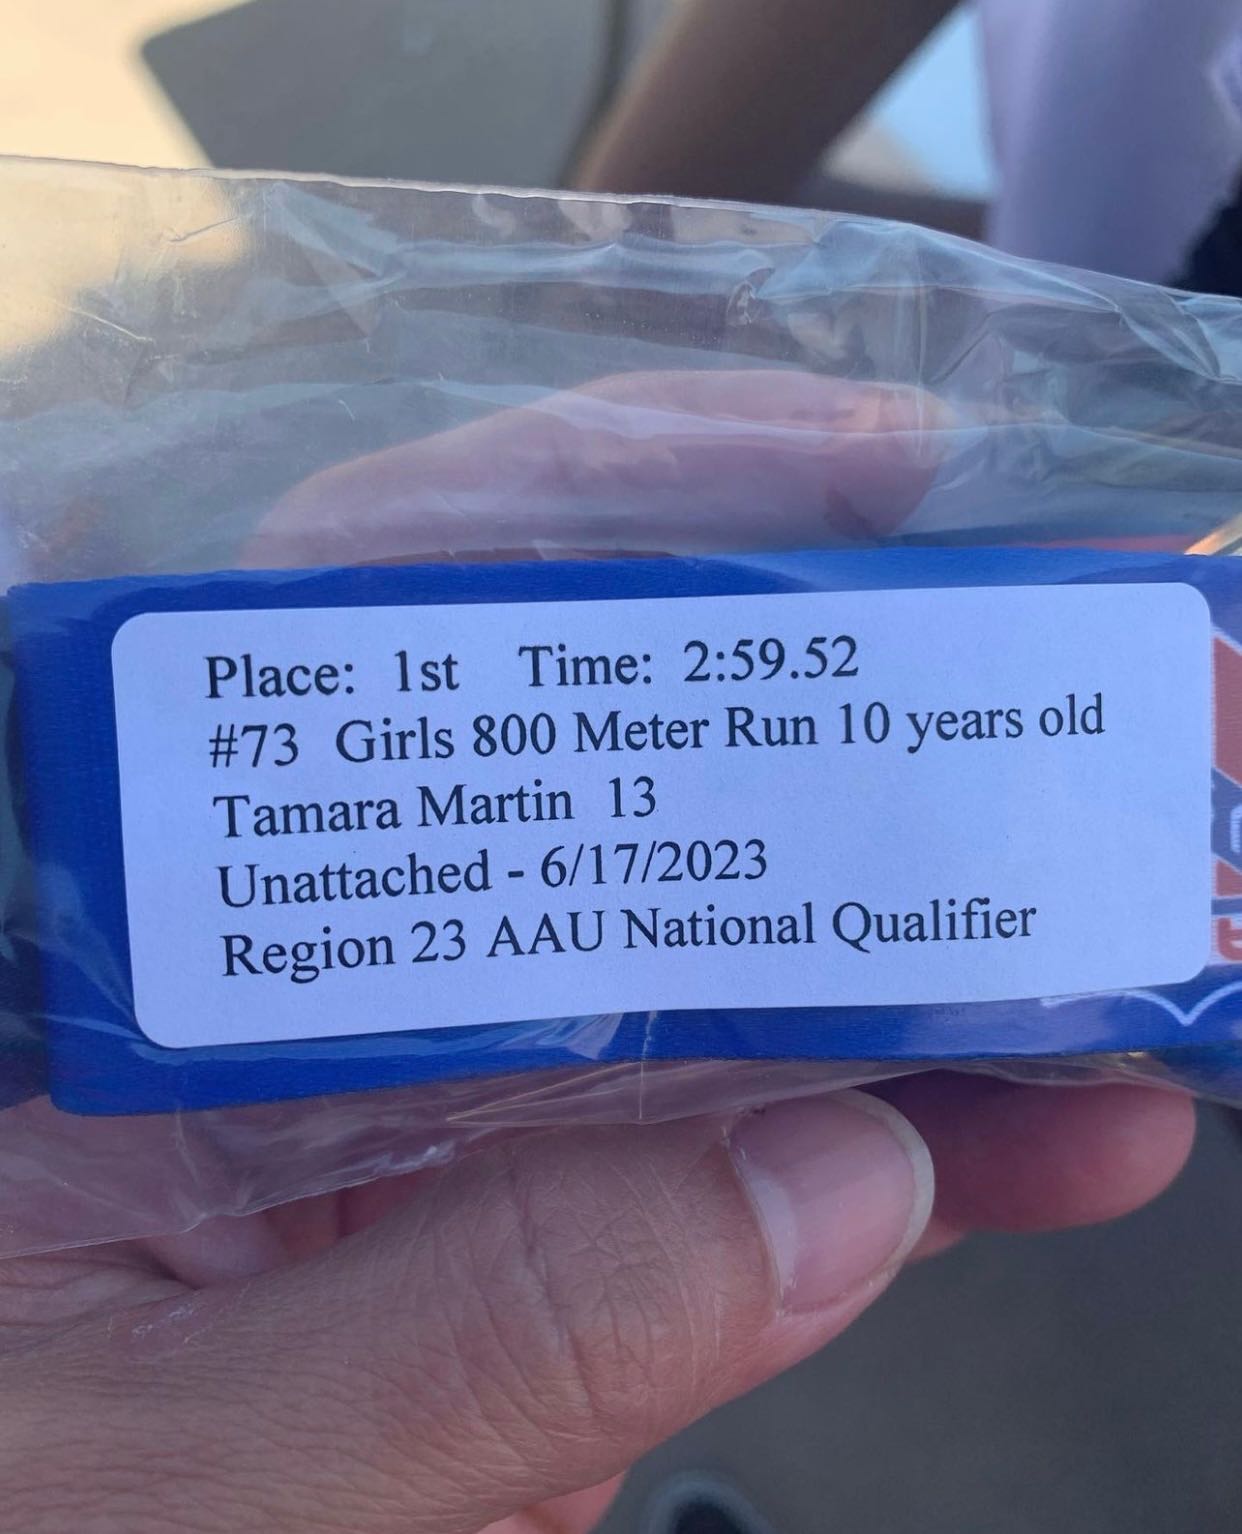 Place: 1st Time: 2:59.52
#73 Girls 800 Meter Run 10 years old
Tamara Martin 13
Unattached - 6/17/2023
Region 23 AAU National Qualifier